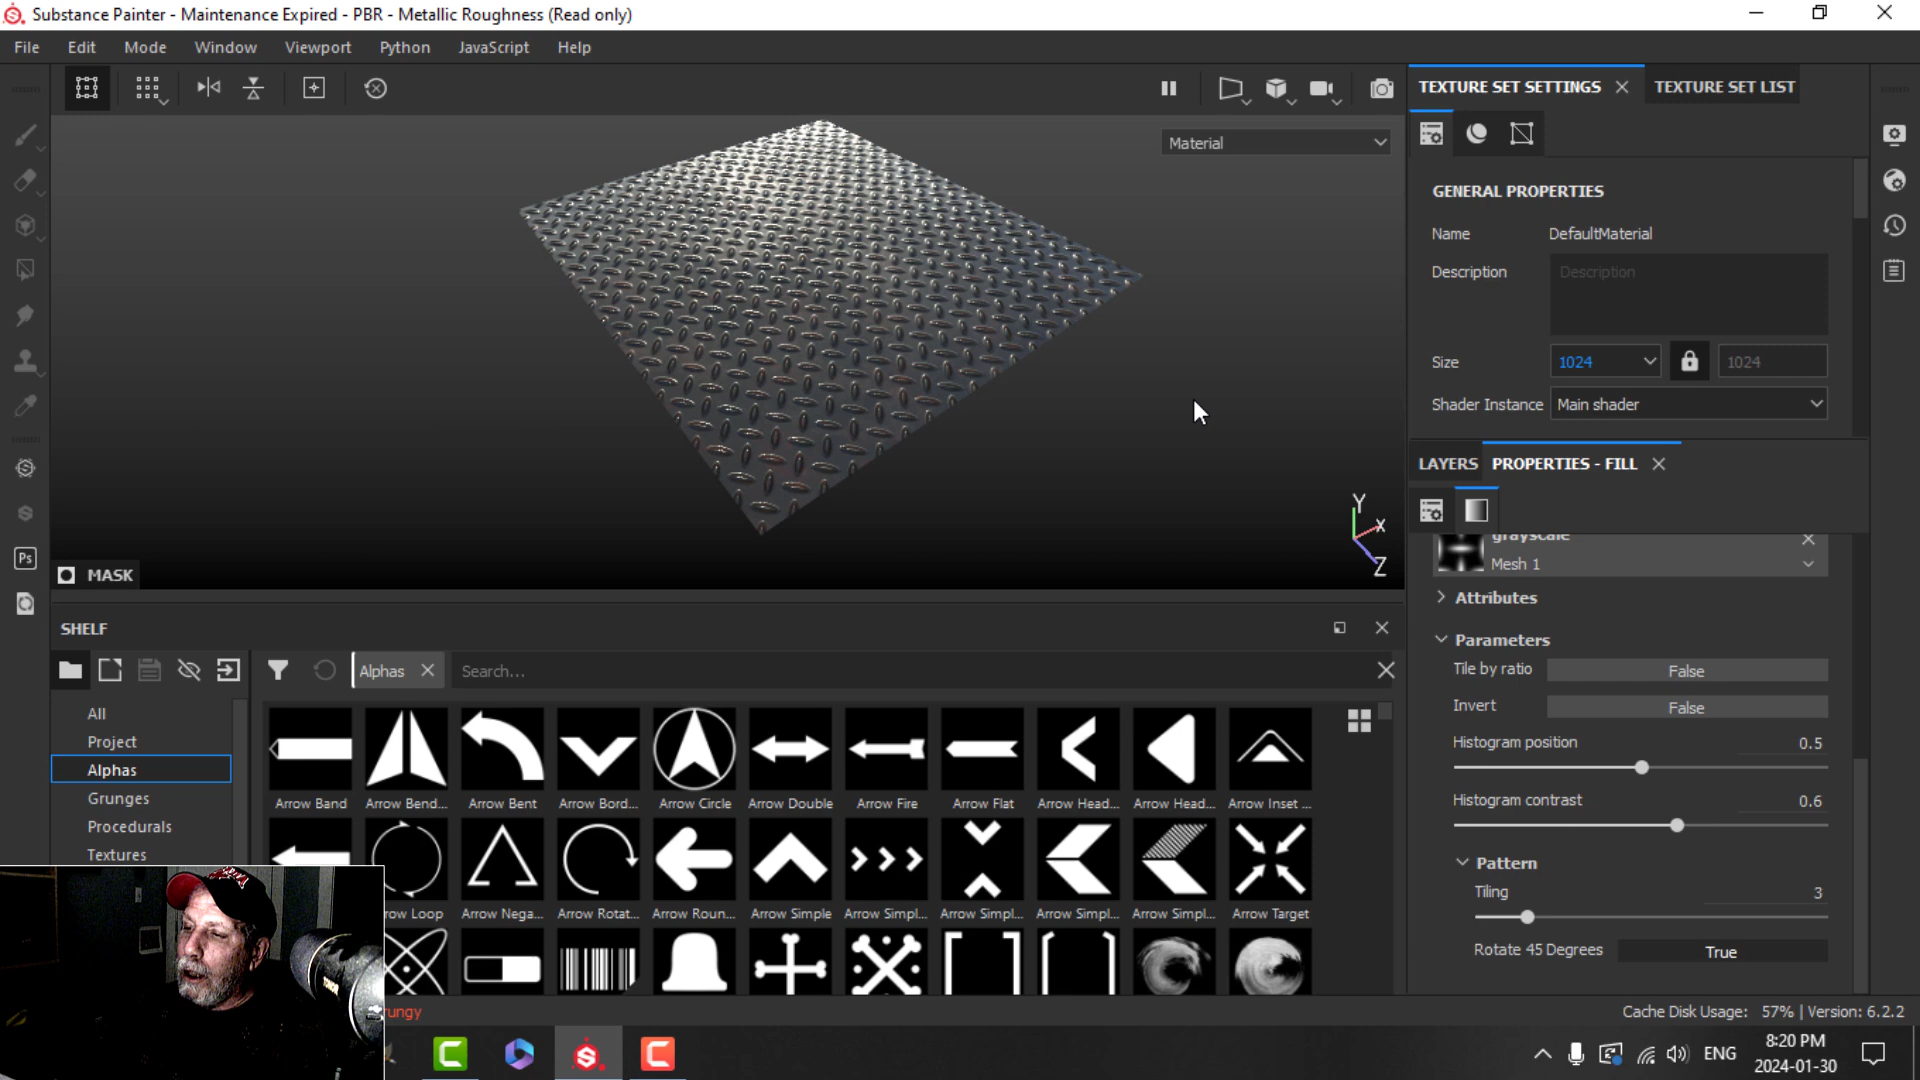 Substance Painter - Maintenance Expired - PBR - Metallic Roughness (Read only)
File Edit Mode Window Viewport Python JavaScript Help
TEXTURE SET SETTINGS TEXTURE SET LIST
Material
GENERAL PROPERTIES
Name DefaultMaterial
Description Description
Size 1024 1024
Shader Instance Main shader
LAYERS PROPERTIES - FILL
grayscale
Mesh 1
Attributes
Parameters
Tile by ratio False
Invert False
Histogram position 0.5
Histogram contrast 0.6
Pattern
Tiling 3
Rotate 45 Degrees True
Y
X
Z
MASK
SHELF
Alphas Search...
All
Project
Alphas
Grunges
Procedurals
Textures
Arrow Band Arrow Bend... Arrow Bent Arrow Bord... Arrow Circle Arrow Double Arrow Fire Arrow Flat Arrow Head... Arrow Head... Arrow Inset ...
Arrow Nega... Arrow Rotat... Arrow Roun... Arrow Simple Arrow Simpl... Arrow Simpl... Arrow Simpl... Arrow Simpl... Arrow Target
Cache Disk Usage: 57% | Version: 6.2.2
Ps
ENG
8:20 PM
2024-01-30